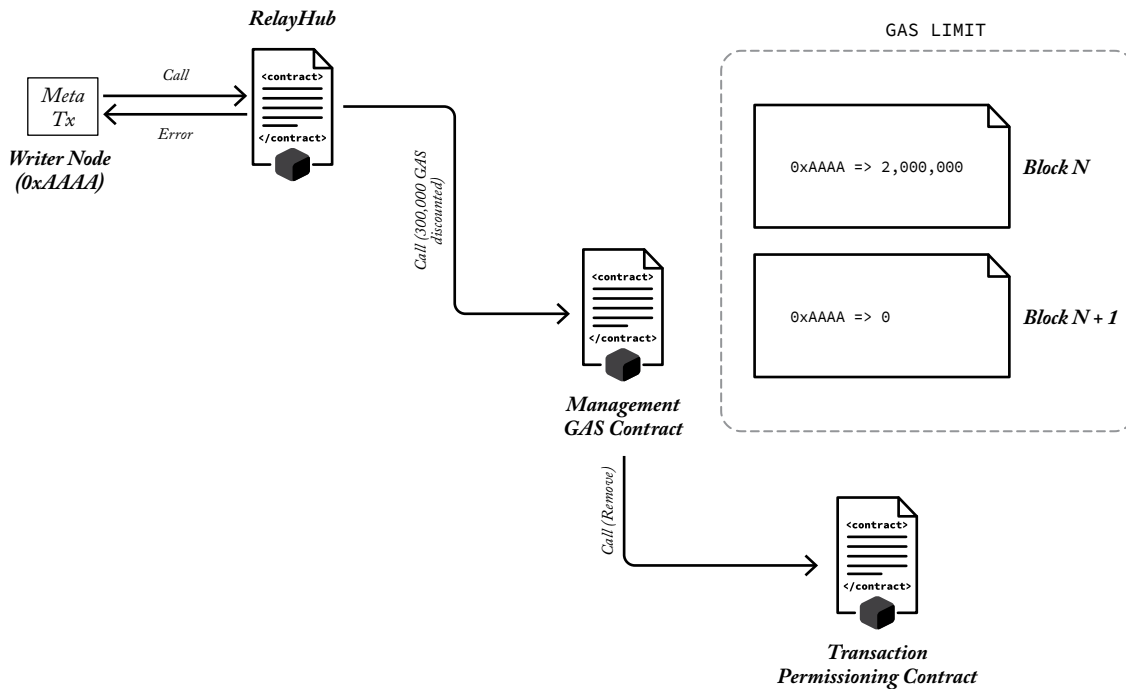 RelayHub
GAS LIMIT
Call
<contract>
</contract>
Meta
Tx
Error
Writer Node
(0xAAAA)
Call (300,000 GAS
discounted)
0xAAAA => 2,000,000
Block N
<contract>
</contract>
0xAAAA => 0
Block N + 1
Management
GAS Contract
Call (Remove)
<contract>
</contract>
Transaction
Permissioning Contract